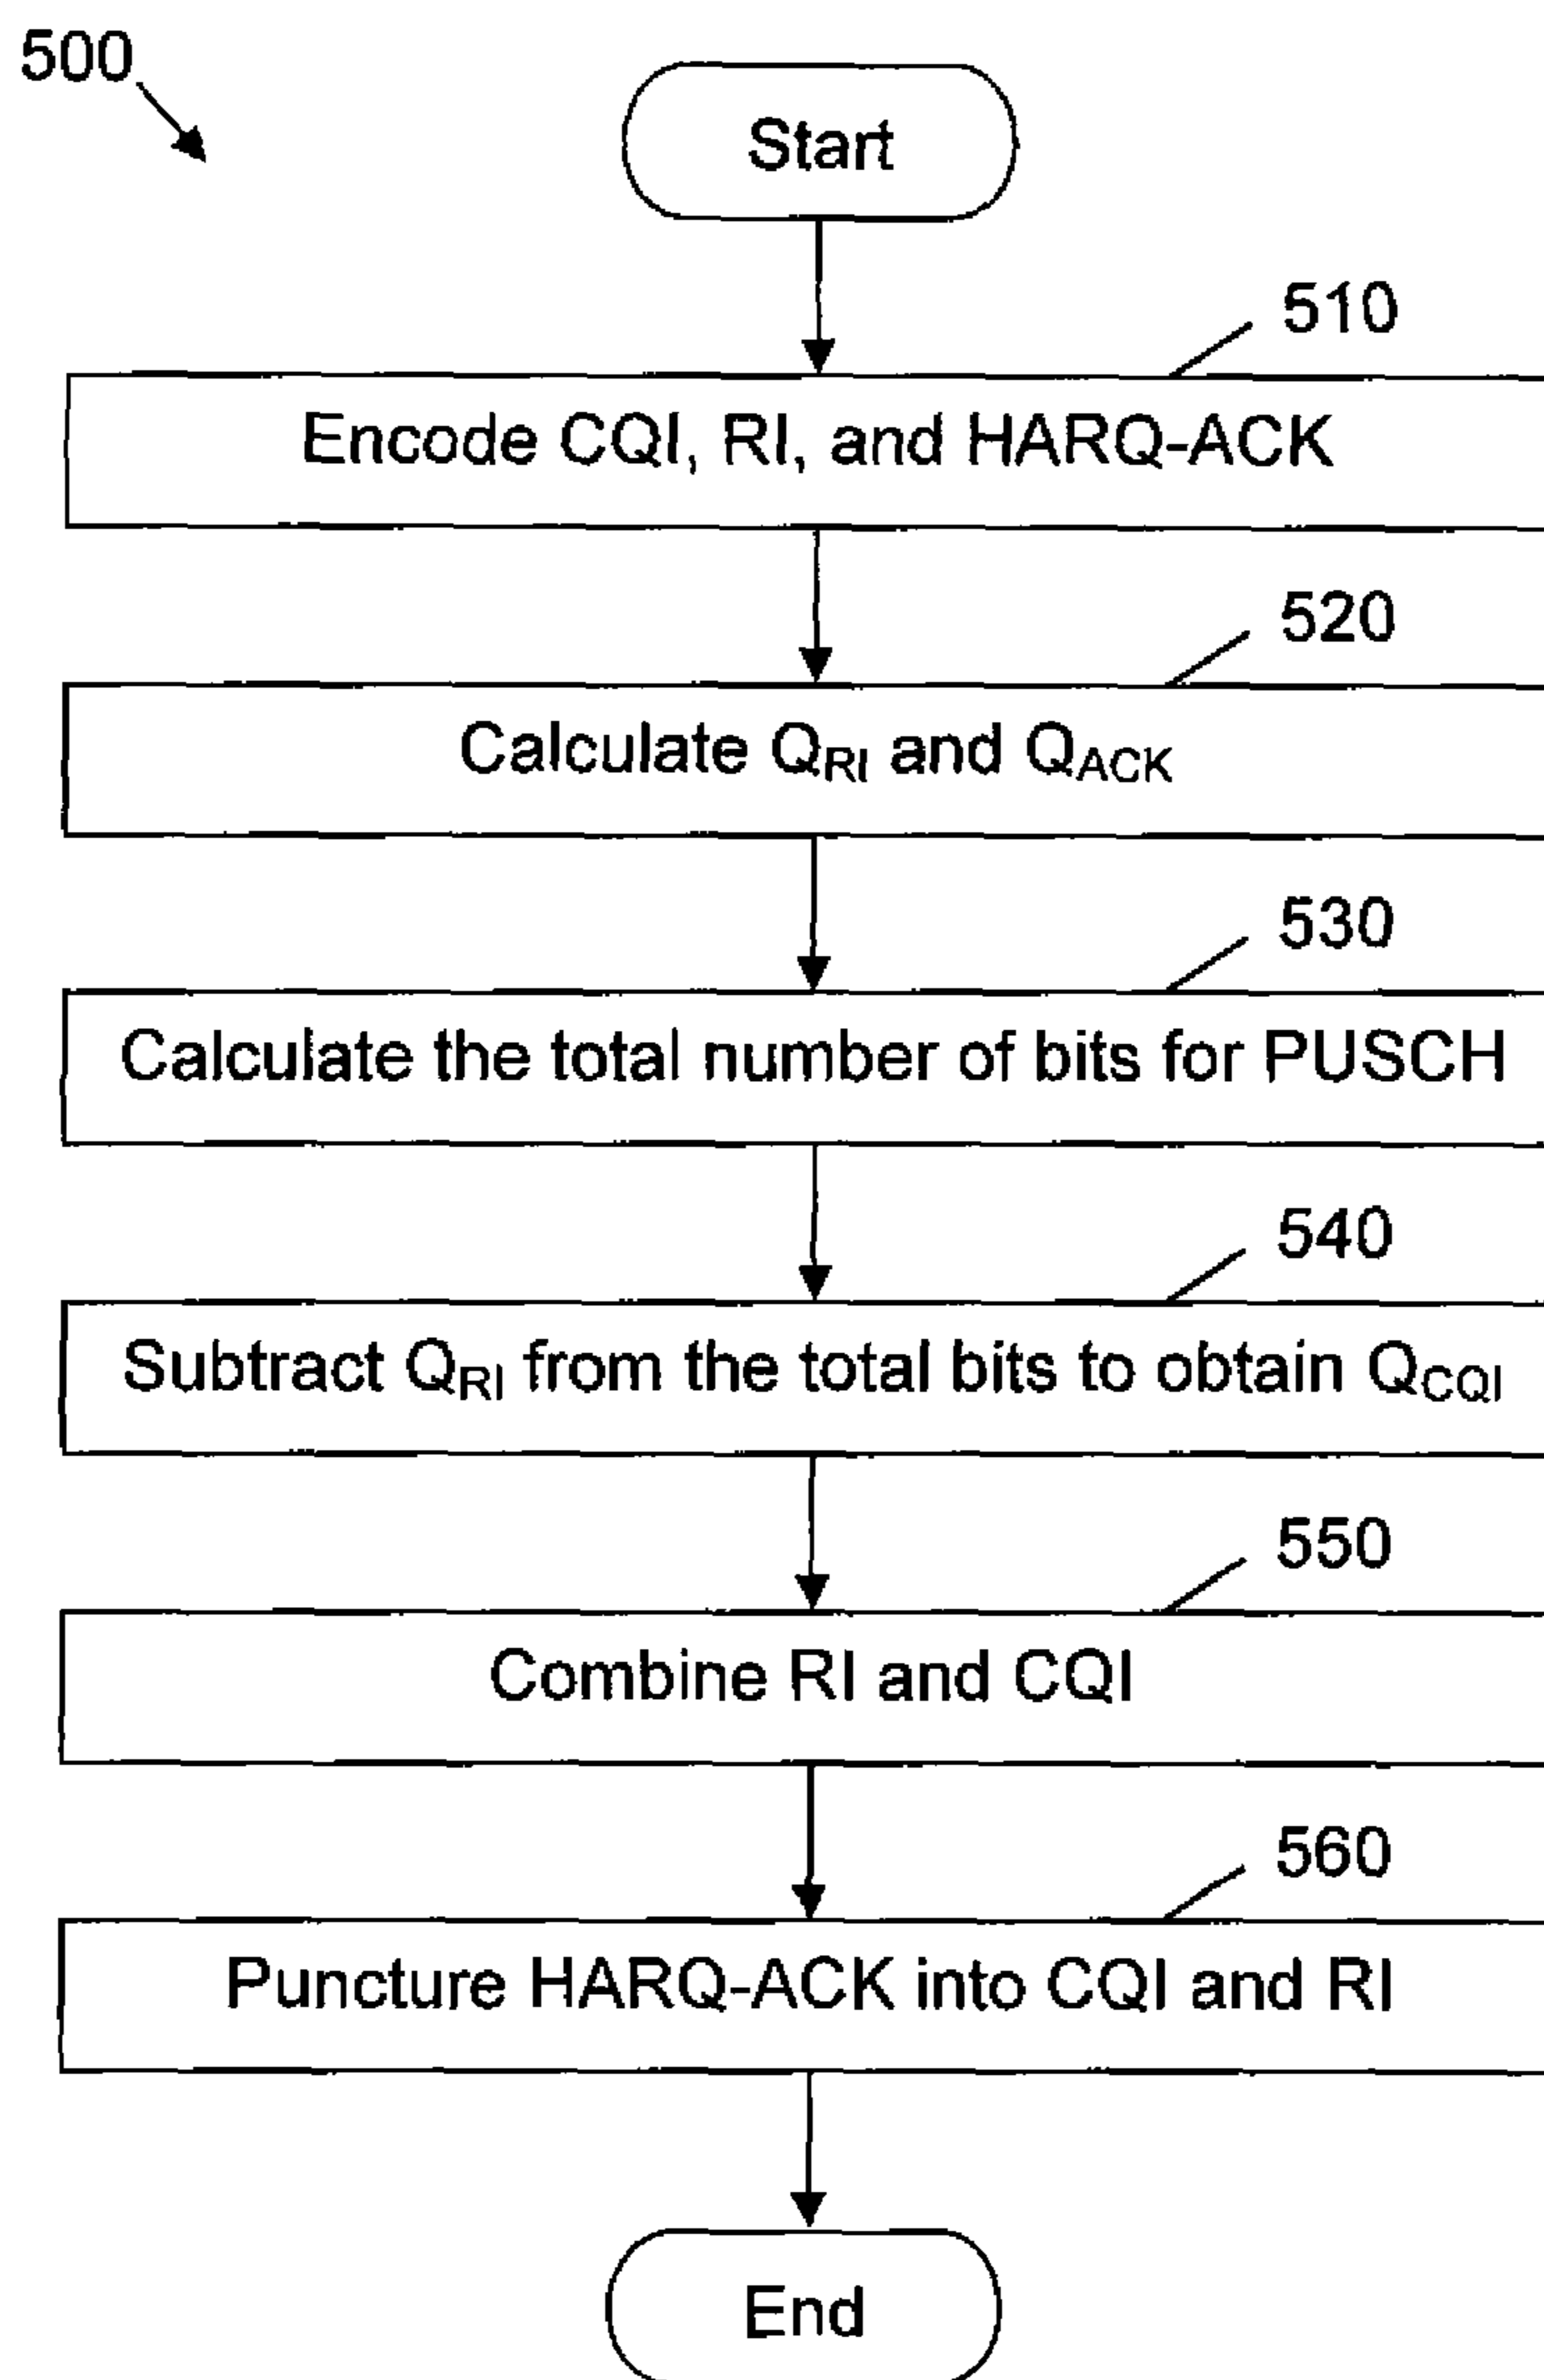 500
Start
510
Encode CQI, RI, and HARQ-ACK
520
Calculate QRI and QACK
530
Calculate the total number of bits for PUSCH
540
Subtract QRI from the total bits to obtain QCQI
550
Combine RI and CQI
560
Puncture HARQ-ACK into CQI and RI
End